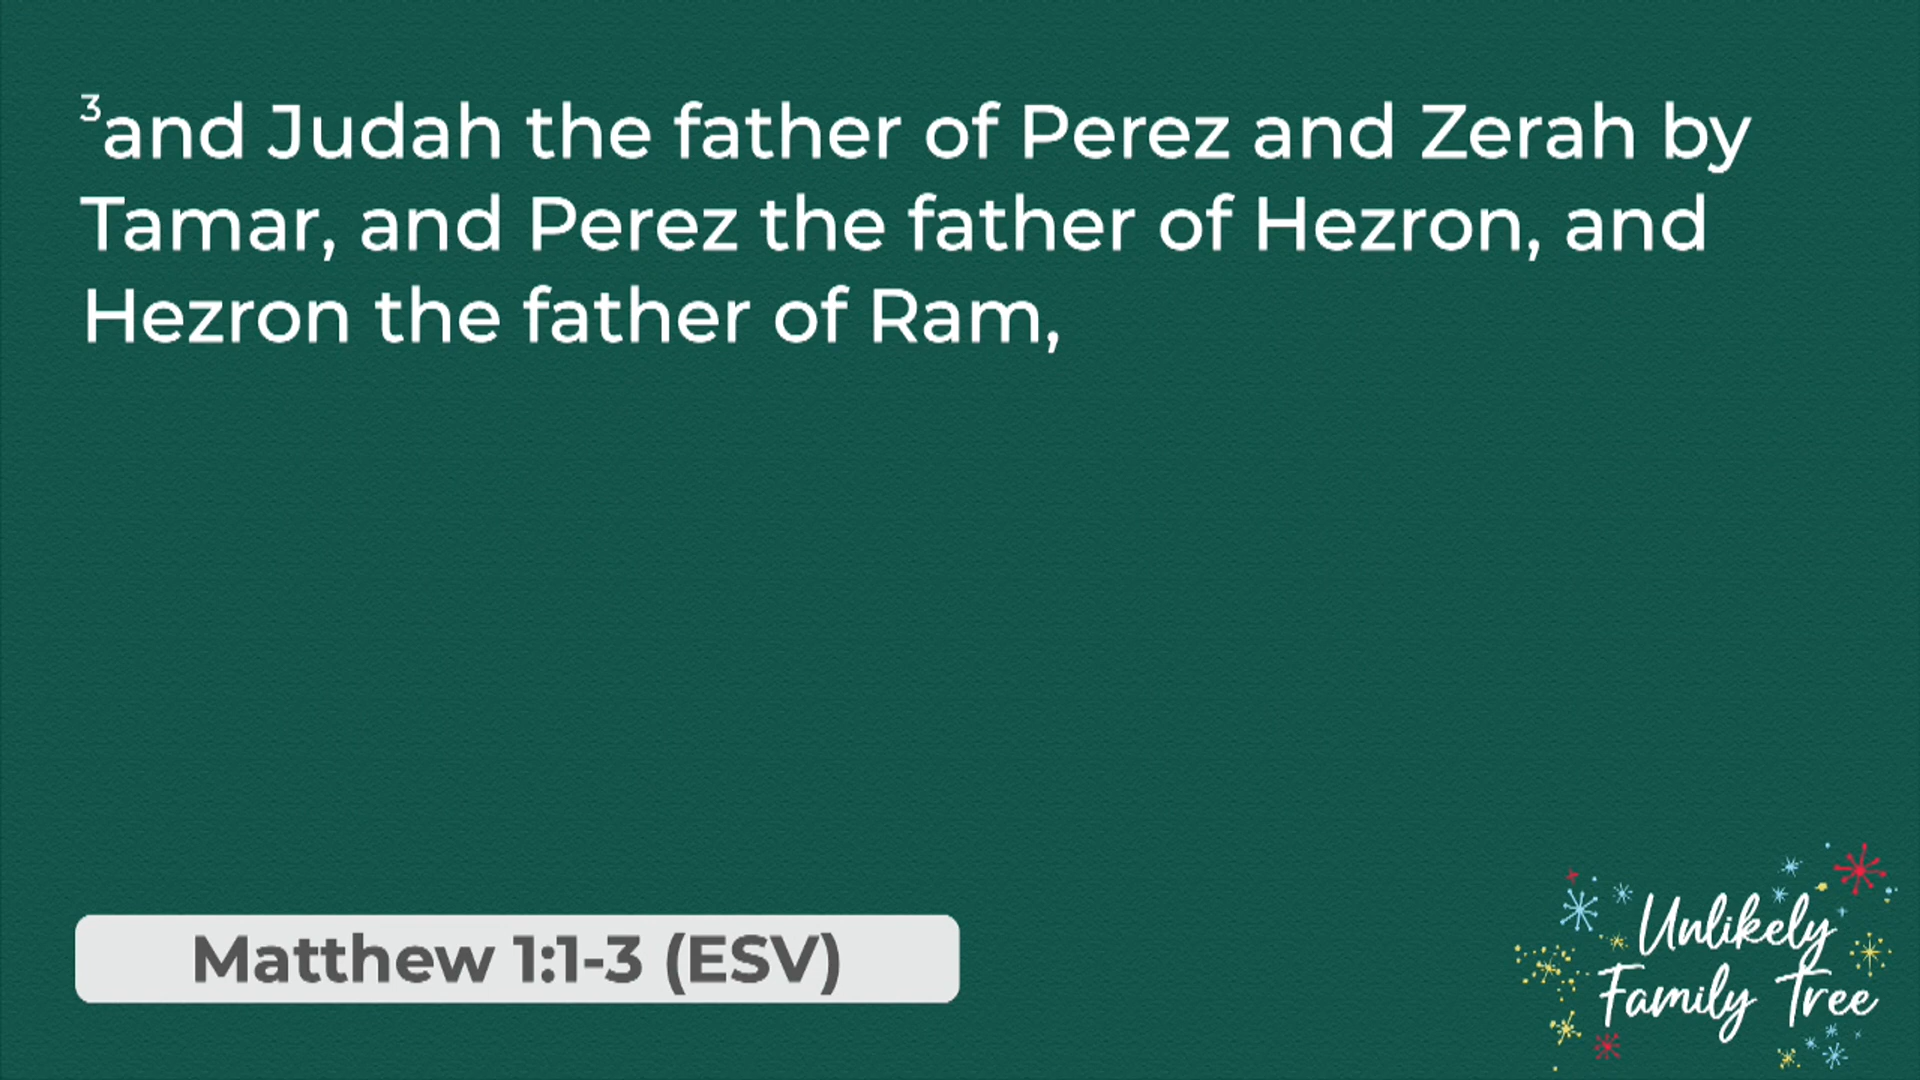 ³and Judah the father of Perez and Zerah by
Tamar, and Perez the father of Hezron, and
Hezron the father of Ram,
Matthew 1:1-3 (ESV)
Unlikely
Family Tree